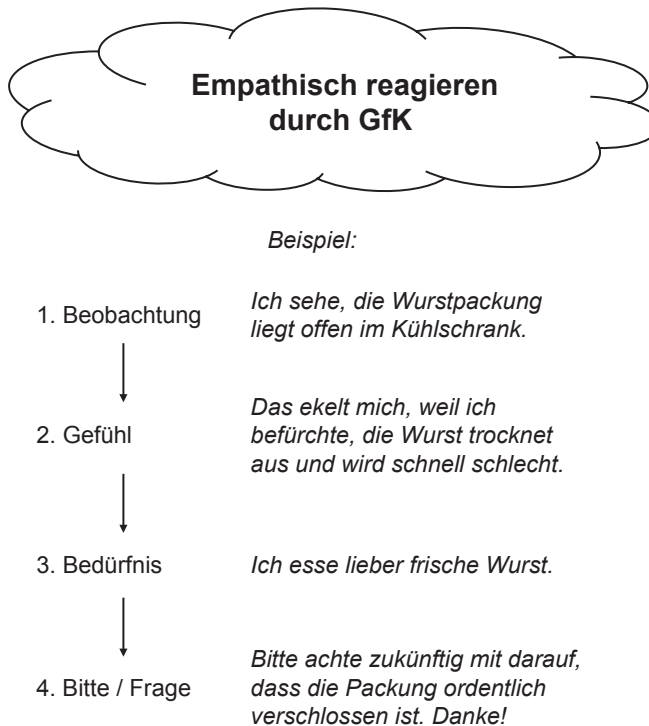 Empathisch reagieren
durch GfK
Beispiel:
1. Beobachtung
Ich sehe, die Wurstpackung
liegt offen im Kühlschrank.
2. Gefühl
Das ekelt mich, weil ich
befürchte, die Wurst trocknet
aus und wird schnell schlecht.
3. Bedürfnis
Ich esse lieber frische Wurst.
4. Bitte / Frage
Bitte achte zukünftig mit darauf,
dass die Packung ordentlich
verschlossen ist. Danke!